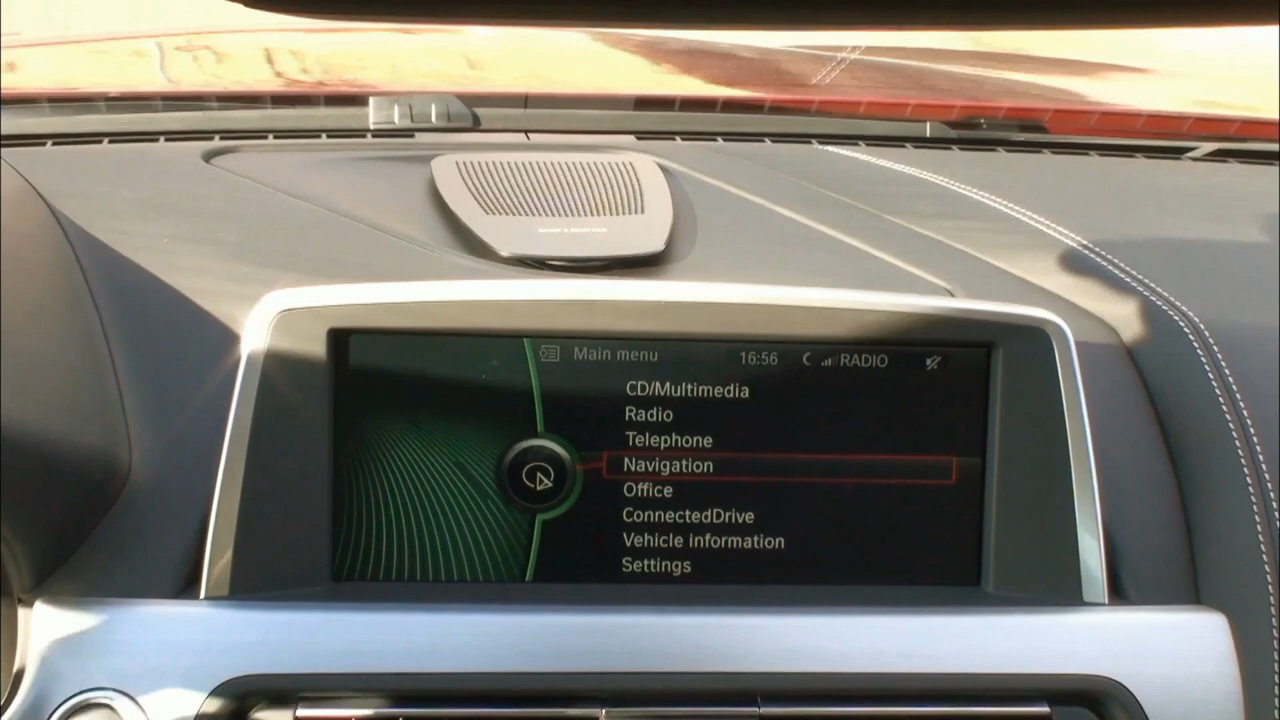 Main menu 16:56 RADIO
CD/Multimedia
Radio
Telephone
Navigation
Office
ConnectedDrive
Vehicle information
Settings